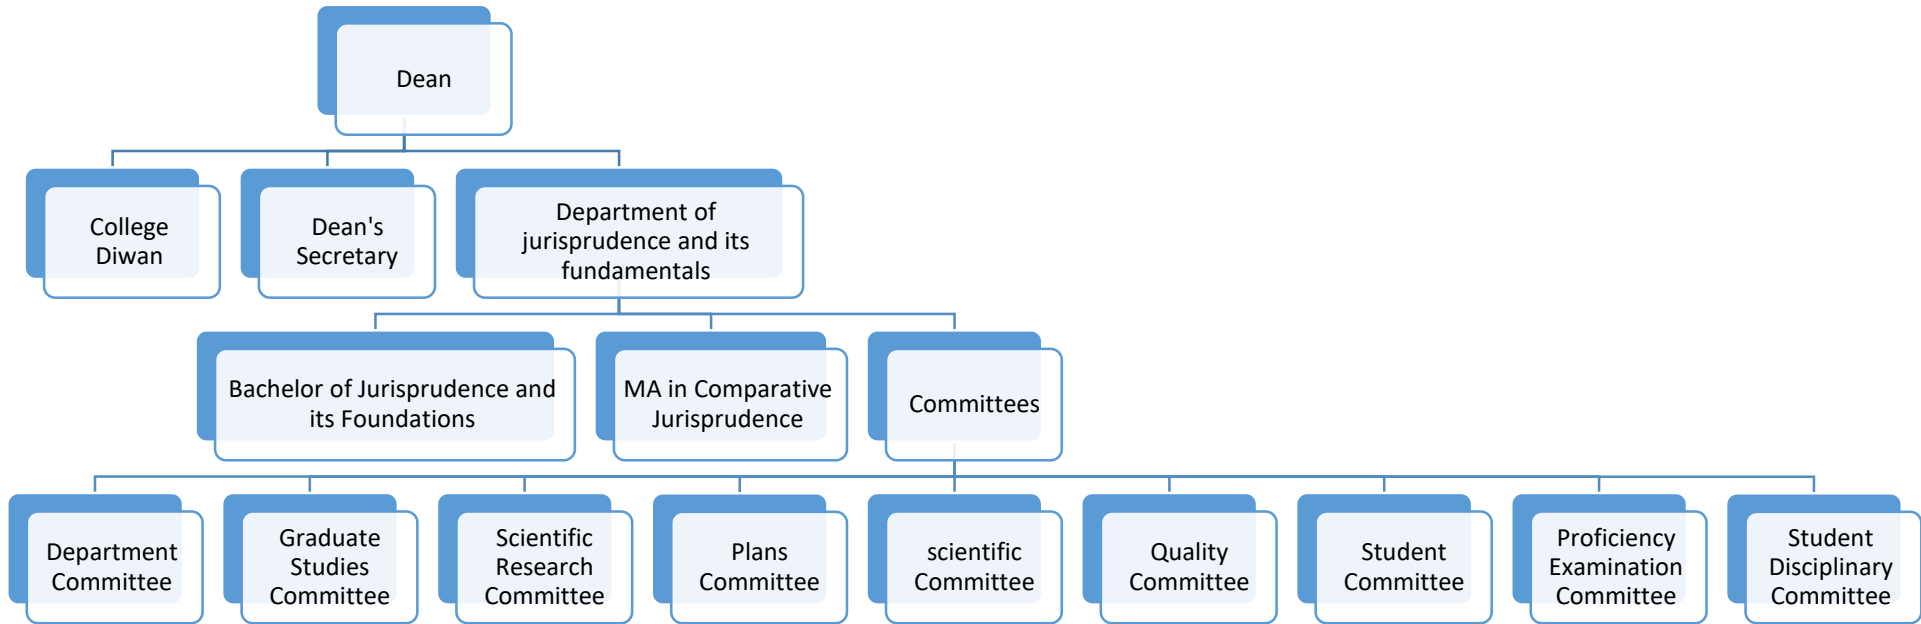 Dean
College
Diwan
Dean's
Secretary
Department of
jurisprudence and its
fundamentals
Bachelor of Jurisprudence and
its Foundations
MA in Comparative
Jurisprudence
Committees
Department
Committee
Graduate
Studies
Committee
Scientific
Research
Committee
Plans
Committee
scientific
Committee
Quality
Committee
Student
Committee
Proficiency
Examination
Committee
Student
Disciplinary
Committee